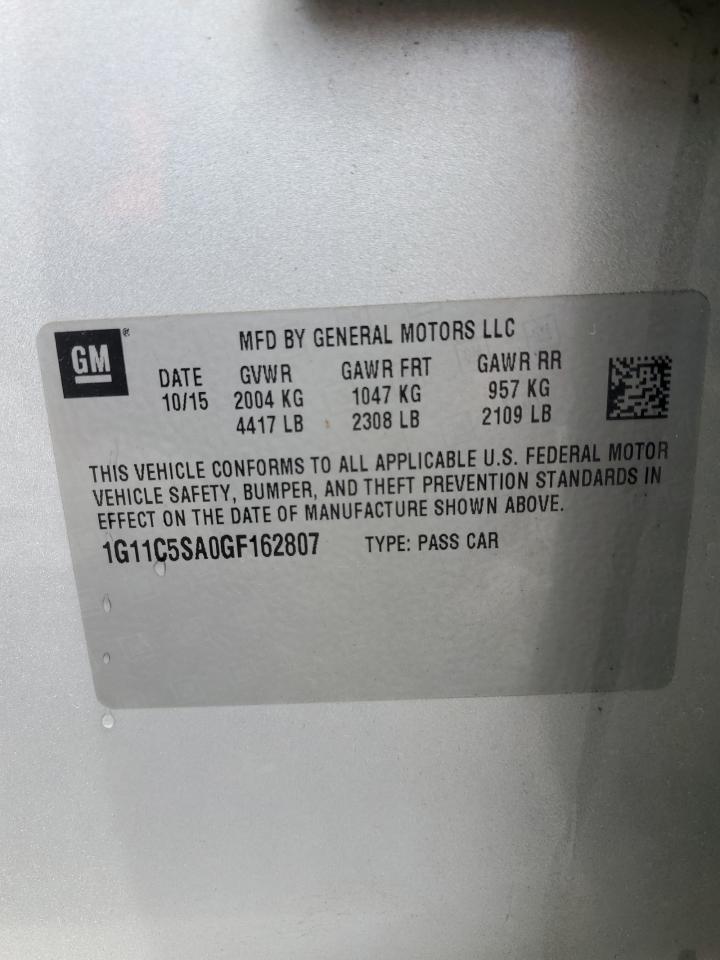 GM®
MFD BY GENERAL MOTORS LLC
DATE GVWR GAWR FRT GAWR RR
10/15 2004 KG 1047 KG 957 KG
4417 LB 2308 LB 2109 LB
THIS VEHICLE CONFORMS TO ALL APPLICABLE U.S. FEDERAL MOTOR
VEHICLE SAFETY, BUMPER, AND THEFT PREVENTION STANDARDS IN
EFFECT ON THE DATE OF MANUFACTURE SHOWN ABOVE.
1G11C5SA0GF162807 TYPE: PASS CAR